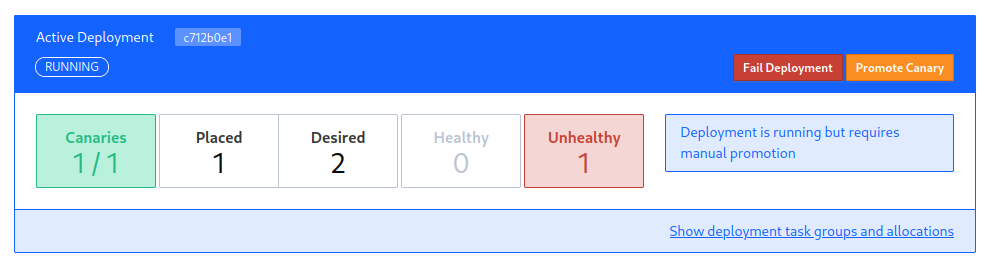 Active Deployment c712b0e1
RUNNING
Fail Deployment Promote Canary
Canaries Placed Desired Healthy Unhealthy
1/1 1 2 0 1
Deployment is running but requires
manual promotion
Show deployment task groups and allocations